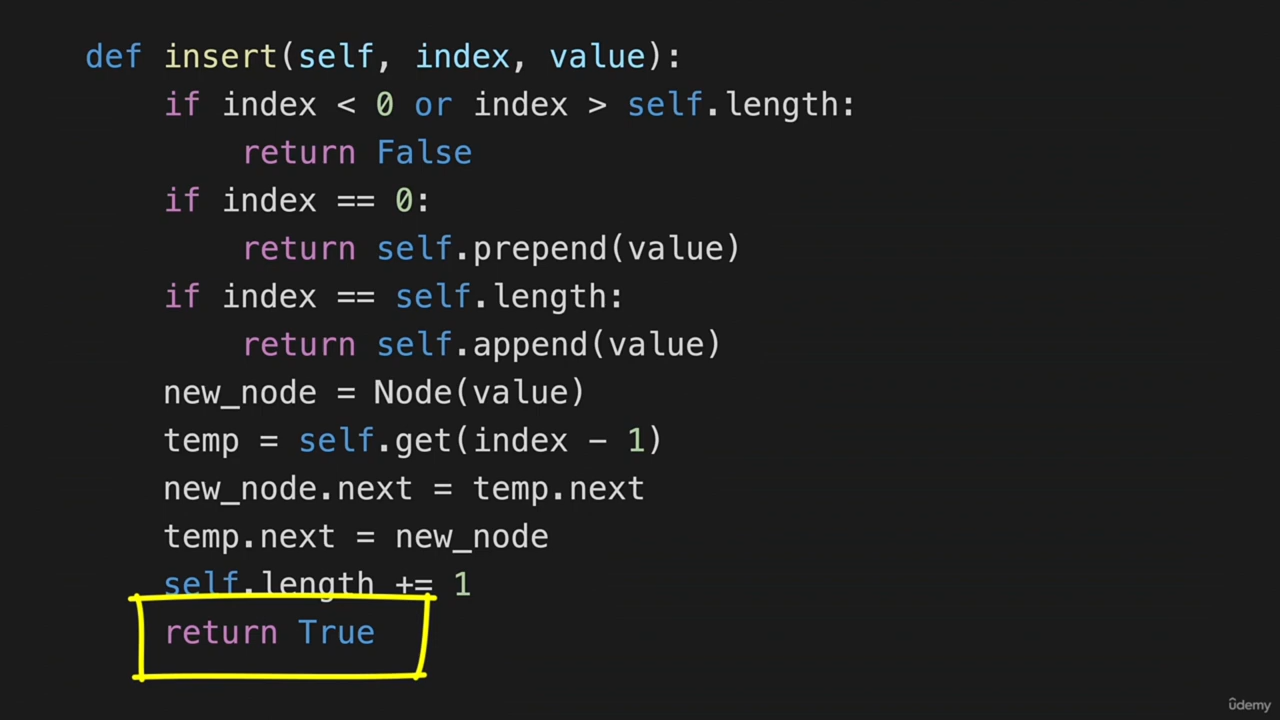 def insert(self, index, value):
    if index < 0 or index > self.length:
        return False
    if index == 0:
        return self.prepend(value)
    if index == self.length:
        return self.append(value)
    new_node = Node(value)
    temp = self.get(index - 1)
    new_node.next = temp.next
    temp.next = new_node
    self.length += 1
    return True
ûdemy